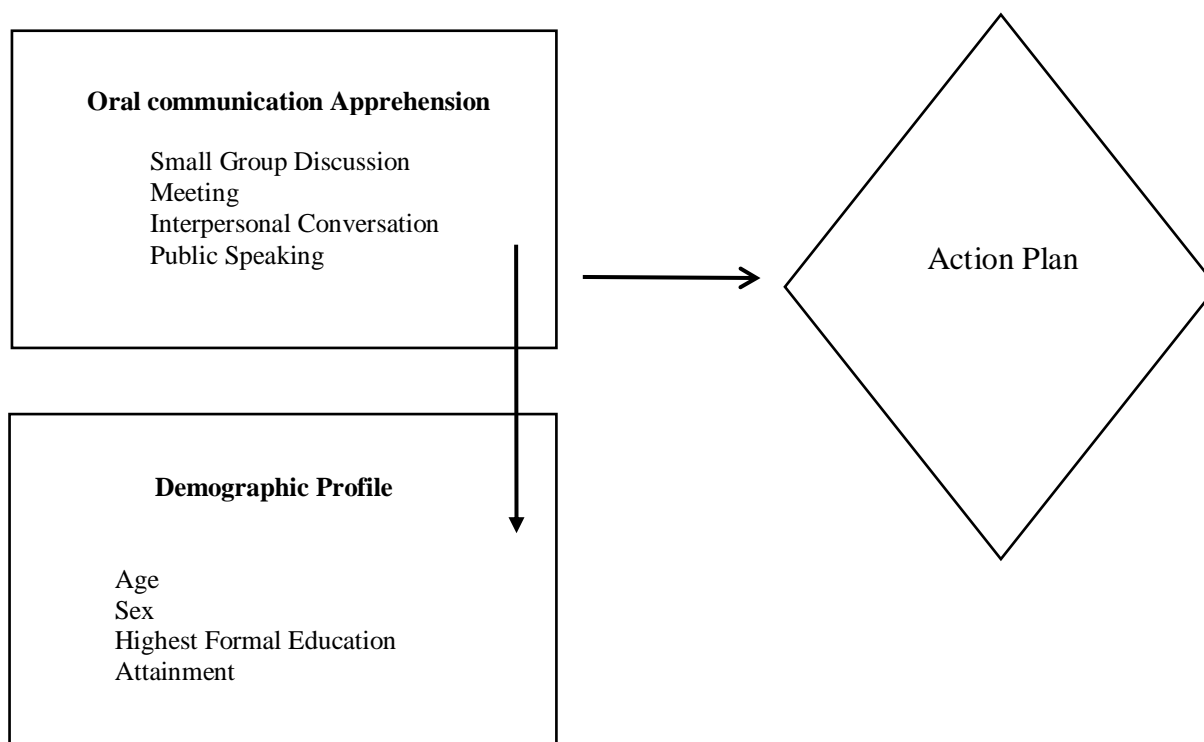 Oral communication Apprehension
Small Group Discussion
Meeting
Interpersonal Conversation
Public Speaking
Action Plan
Demographic Profile
Age
Sex
Highest Formal Education
Attainment